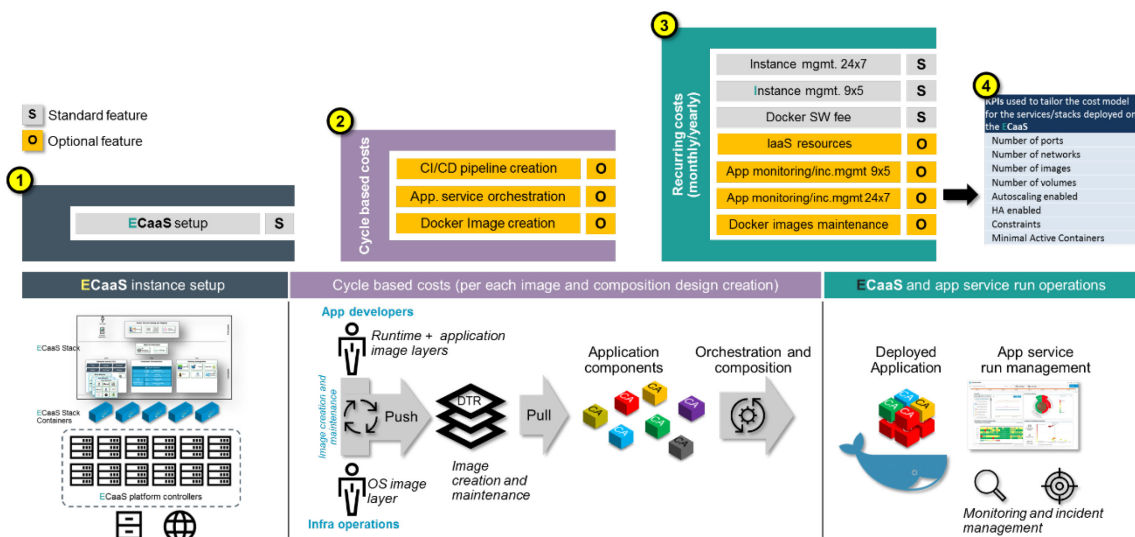 1
2
3
4
S Standard feature
O Optional feature
ECaaS setup S
Cycle based costs
CI/CD pipeline creation O
App. service orchestration O
Docker Image creation O
Recurring costs
(monthly/yearly)
Instance mgmt. 24x7 S
Instance mgmt. 9x5 S
Docker SW fee S
IaaS resources O
App monitoring/inc.mgmt 9x5 O
App monitoring/inc.mgmt 24x7 O
Docker images maintenance O
KPIs used to tailor the cost model
for the services/stacks deployed on
the ECaaS
Number of ports
Number of networks
Number of images
Number of volumes
Autoscaling enabled
HA enabled
Constraints
Minimal Active Containers
ECaaS instance setup
Cycle based costs (per each image and composition design creation)
ECaaS and app service run operations
ECaaS Stack
ECaaS Stack
Containers
ECaaS platform controllers
App developers
Runtime + application
image layers
Image creation and
maintenance
Push
DTR
Pull
Image
creation and
maintenance
OS image
layer
Infra operations
Application
components
CA
CA
CA
CA
CA
CA
CA
Orchestration and
composition
Deployed
Application
App service
run management
Monitoring and incident
management